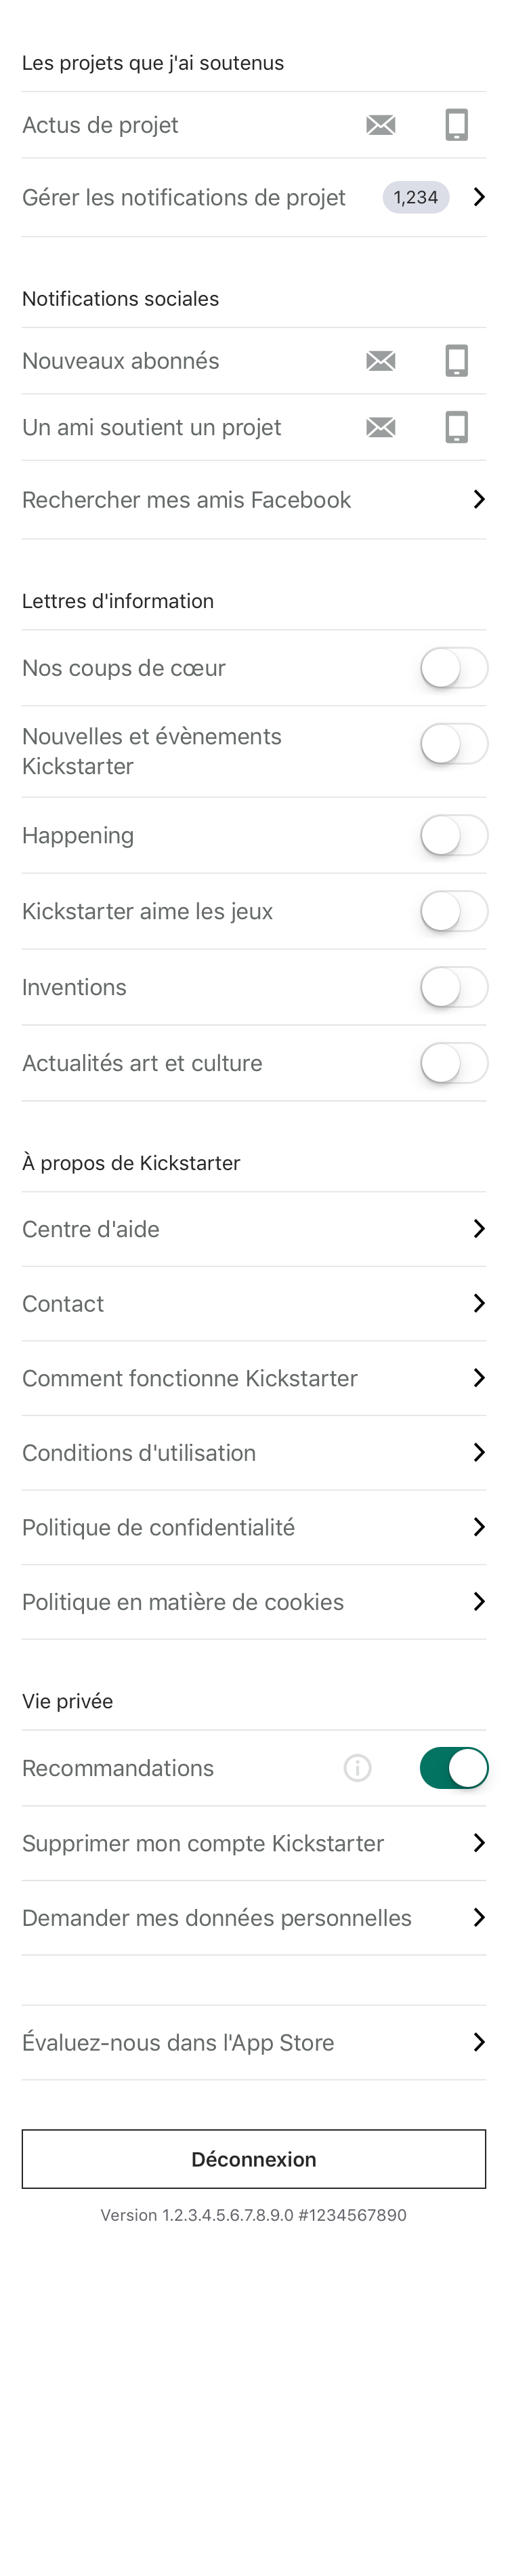 Les projets que j'ai soutenus
Actus de projet
Gérer les notifications de projet 1,234
Notifications sociales
Nouveaux abonnés
Un ami soutient un projet
Rechercher mes amis Facebook
Lettres d'information
Nos coups de cœur
Nouvelles et évènements
Kickstarter
Happening
Kickstarter aime les jeux
Inventions
Actualités art et culture
À propos de Kickstarter
Centre d'aide
Contact
Comment fonctionne Kickstarter
Conditions d'utilisation
Politique de confidentialité
Politique en matière de cookies
Vie privée
Recommandations
Supprimer mon compte Kickstarter
Demander mes données personnelles
Évaluez-nous dans l'App Store
Déconnexion
Version 1.2.3.4.5.6.7.8.9.0 #1234567890